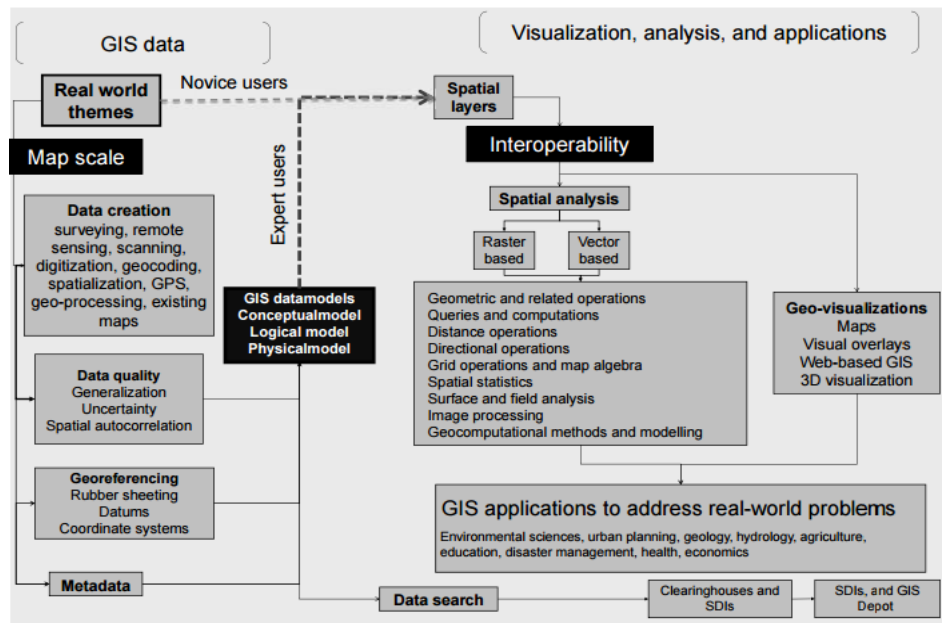 GIS data
Visualization, analysis, and applications
Real world
themes
Novice users
Spatial
layers
Map scale
Interoperability
Expert users
Data creation
surveying, remote
sensing, scanning,
digitization, geocoding,
spatialization, GPS,
geo-processing, existing
maps
Spatial analysis
Raster
based
Vector
based
GIS datamodels
Conceptualmodel
Logical model
Physicalmodel
Geometric and related operations
Queries and computations
Distance operations
Directional operations
Grid operations and map algebra
Spatial statistics
Surface and field analysis
Image processing
Geocomputational methods and modelling
Geo-visualizations
Maps
Visual overlays
Web-based GIS
3D visualization
Data quality
Generalization
Uncertainty
Spatial autocorrelation
Georeferencing
Rubber sheeting
Datums
Coordinate systems
GIS applications to address real-world problems
Environmental sciences, urban planning, geology, hydrology, agriculture,
education, disaster management, health, economics
Metadata
Data search
Clearinghouses and
SDIs
SDIs, and GIS
Depot